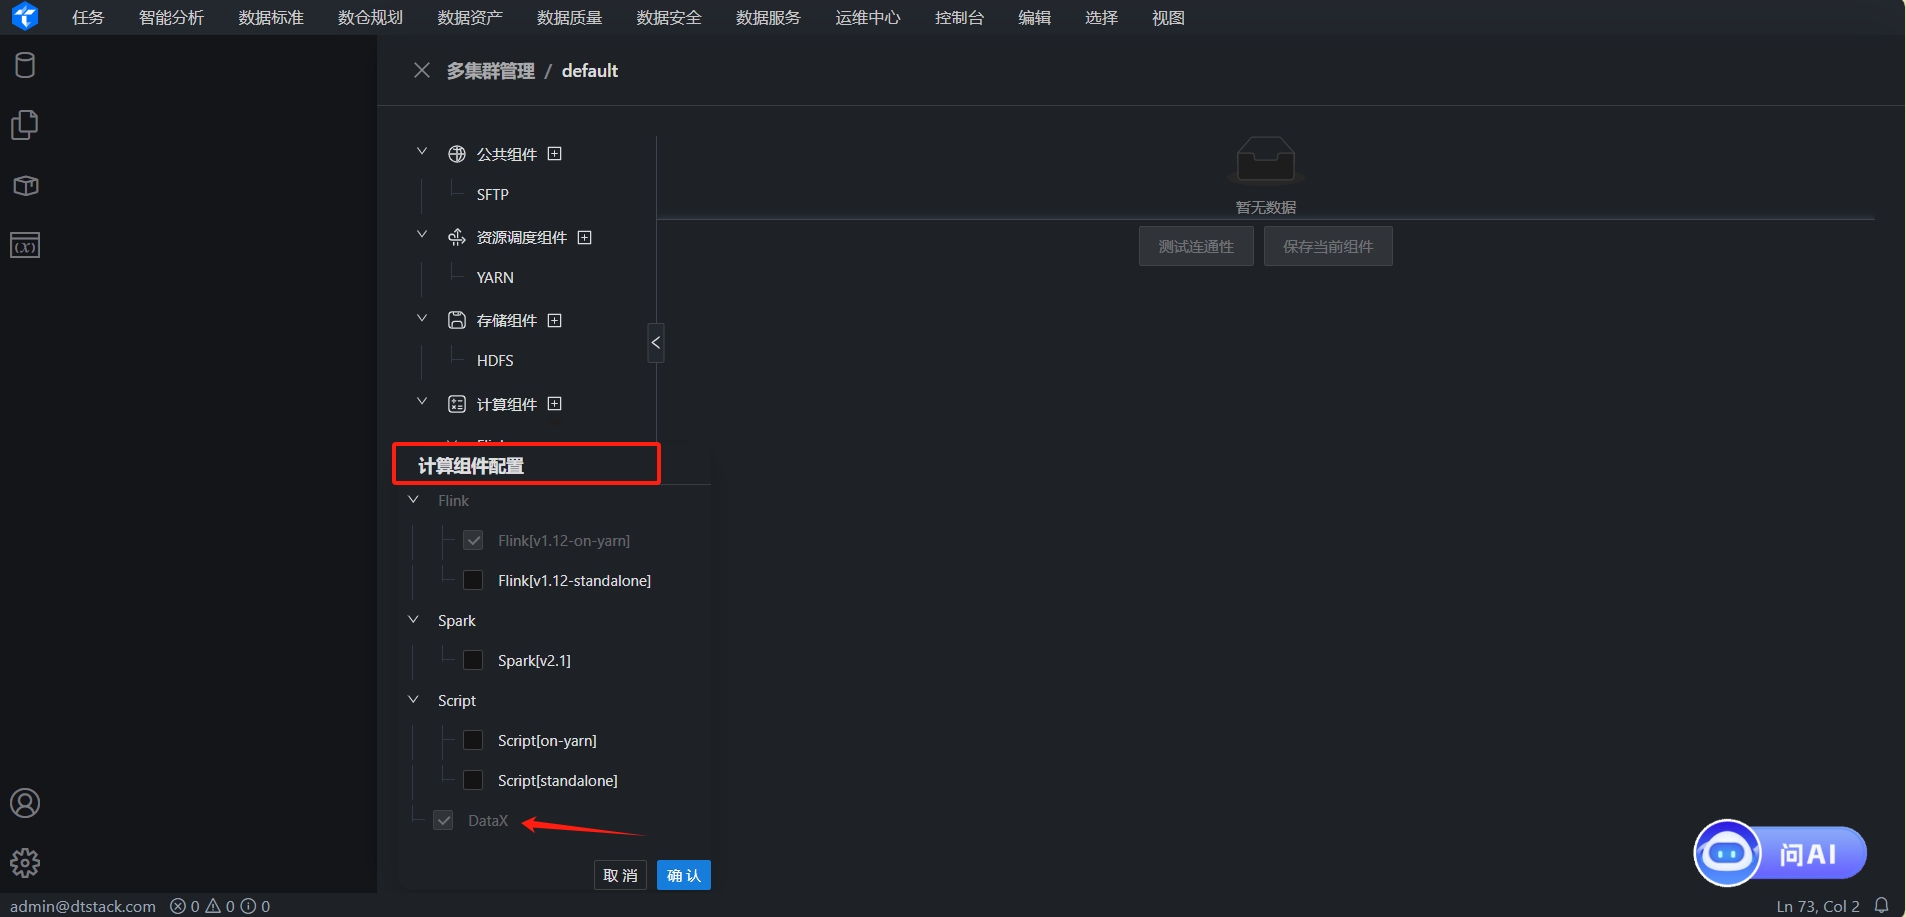 任务 智能分析 数据标准 数仓规划 数据资产 数据质量 数据安全 数据服务 运维中心 控制台 编辑 选择 视图
多集群管理 / default
公共组件
SFTP
资源调度组件
YARN
存储组件
HDFS
计算组件
暂无数据
测试连通性 保存当前组件
计算组件配置
Flink
Flink[v1.12-on-yarn]
Flink[v1.12-standalone]
Spark
Spark[v2.1]
Script
Script[on-yarn]
Script[standalone]
DataX
取消 确认
问AI
admin@dtstack.com 0 0 0
Ln 73, Col 2